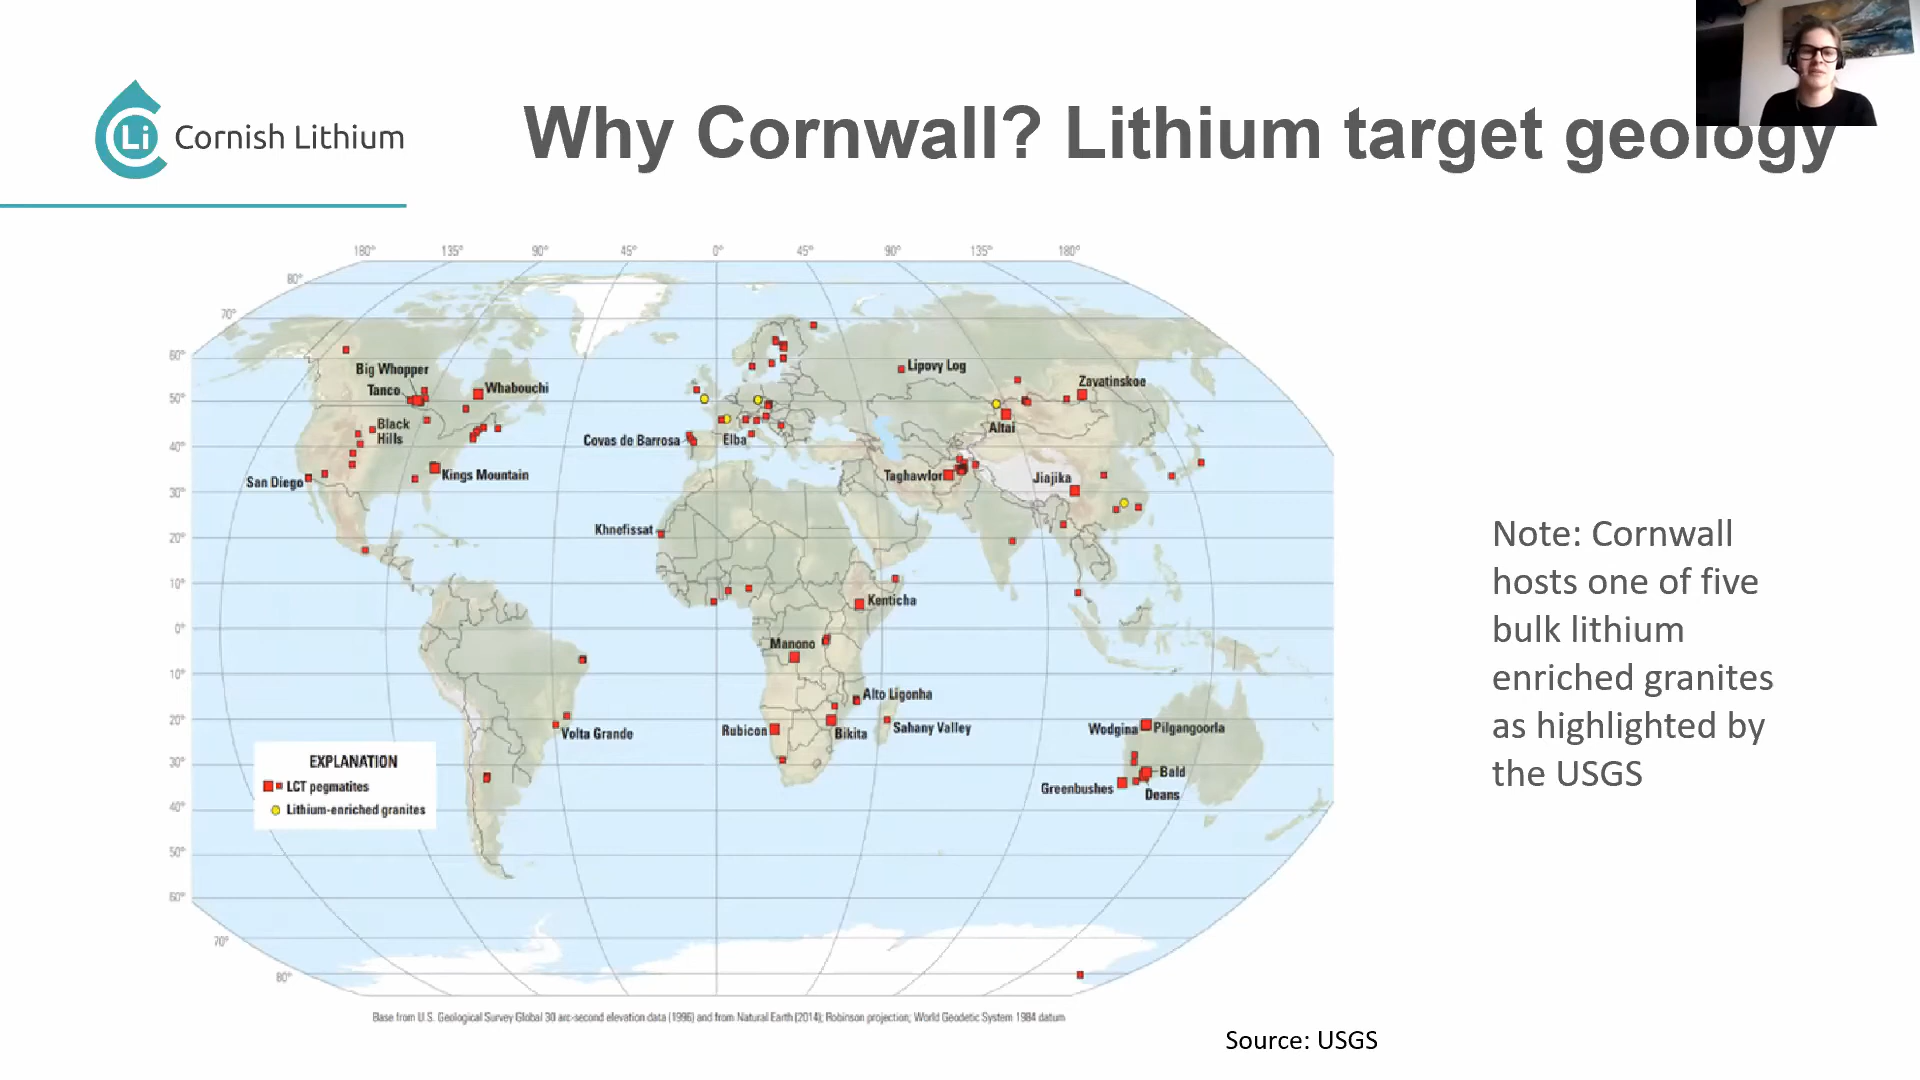 Li
Cornish Lithium
Why Cornwall? Lithium target geology
180° 135° 90° 45° 0° 45° 90° 135° 180°
80°
70°
60°
50°
40°
30°
20°
10°
0°
10°
20°
30°
40°
50°
60°
70°
80°
Big Whopper
Tanco
Whabouchi
Black
Hills
San Diego
Kings Mountain
Covas de Barrosa
Elba
Lipovy Log
Zavatinskoe
Altai
Taghawlor
Jiajika
Khnefissat
Kenticha
Manono
Alto Ligonha
Volta Grande
Rubicon
Bikita
Sahany Valley
Wodgina
Pilgangoorla
Greenbushes
Bald
Deans
EXPLANATION
LCT pegmatites
Lithium-enriched granites
Note: Cornwall
hosts one of five
bulk lithium
enriched granites
as highlighted by
the USGS
Base from U.S. Geological Survey Global 30 arc-second elevation data (1996) and from Natural Earth (2014); Robinson projection; World Geodetic System 1984 datum
Source: USGS